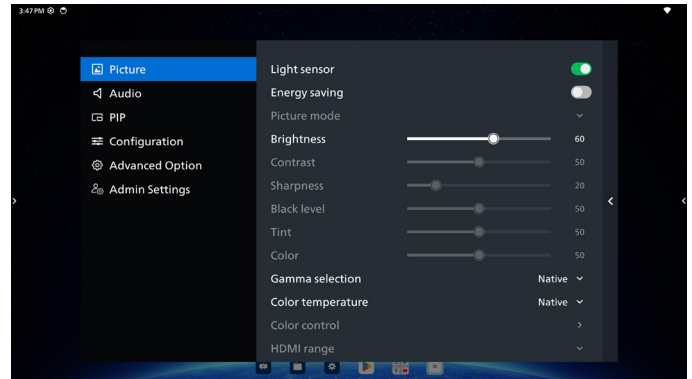 3:47 PM
Picture
Audio
PIP
Configuration
Advanced Option
Admin Settings
Light sensor
Energy saving
Picture mode
Brightness 60
Contrast 50
Sharpness 20
Black level 50
Tint 50
Color 50
Gamma selection Native
Color temperature Native
Color control
HDMI range